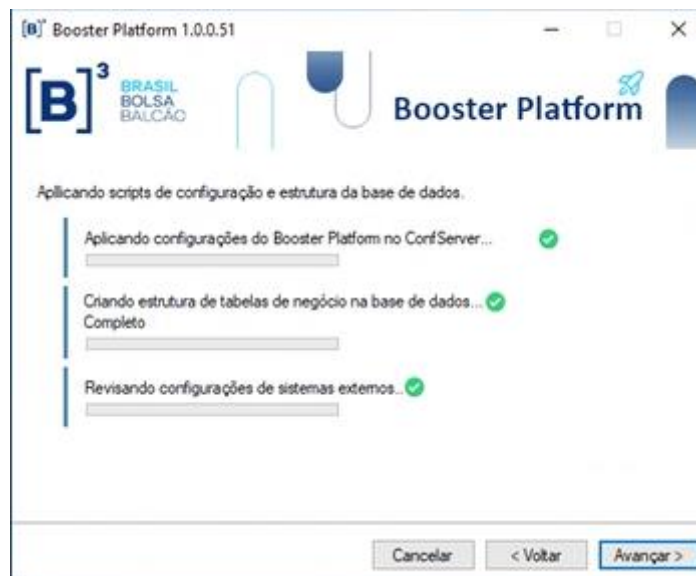 [B]³ Booster Platform 1.0.0.51
[B]³ BRASIL
BOLSA
BALCÃO
Booster Platform
Apllicando scripts de configuração e estrutura da base de dados.
Aplicando configurações do Booster Platform no ConfServer...
Criando estrutura de tabelas de negócio na base de dados...
Completo
Revisando configurações de sistemas externos...
Cancelar
< Voltar
Avançar >